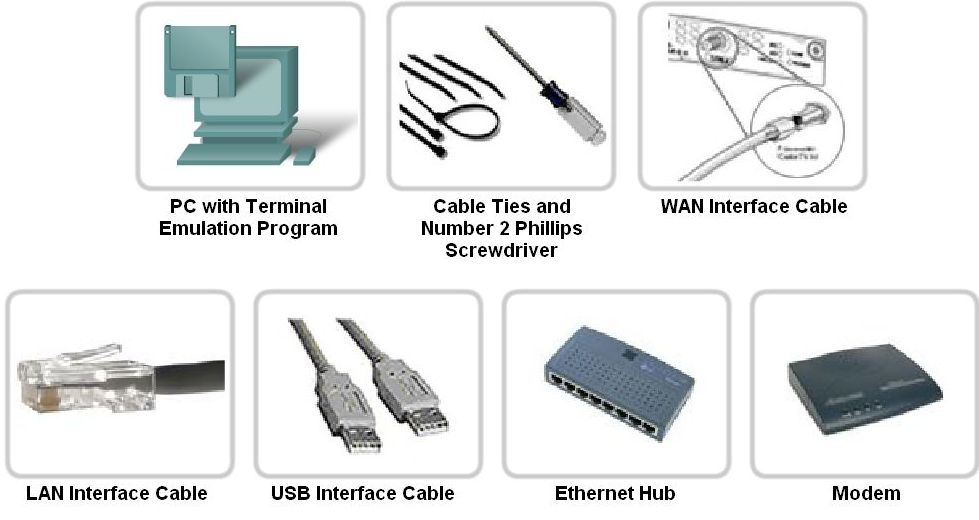 PC with Terminal
Emulation Program
Cable Ties and
Number 2 Phillips
Screwdriver
WAN Interface Cable
LAN Interface Cable
USB Interface Cable
Ethernet Hub
Modem